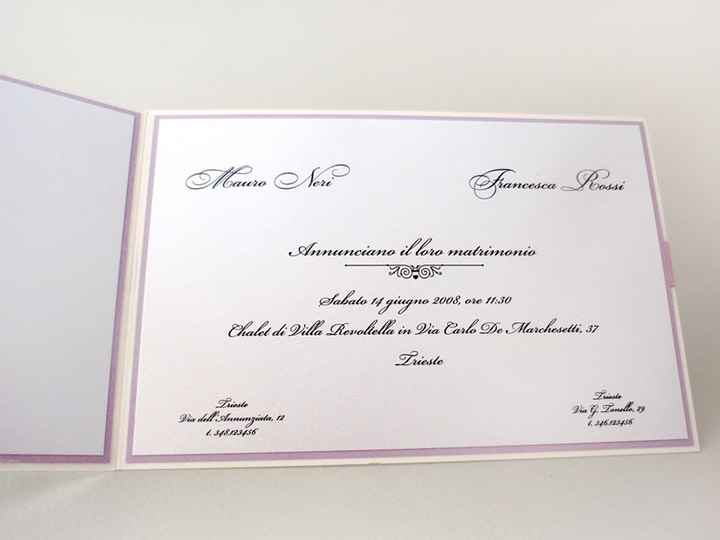 Mauro Neri
Francesca Rossi
Annunciano il loro matrimonio
Sabato 14 giugno 2008, ore 11:30
Chalet di Villa Revoltella in Via Carlo De Marchesetti, 37
Trieste
Trieste
Via dell'Annunziata, 12
t. 348.123456
Trieste
Via G. Tonello, 29
t. 346.123456